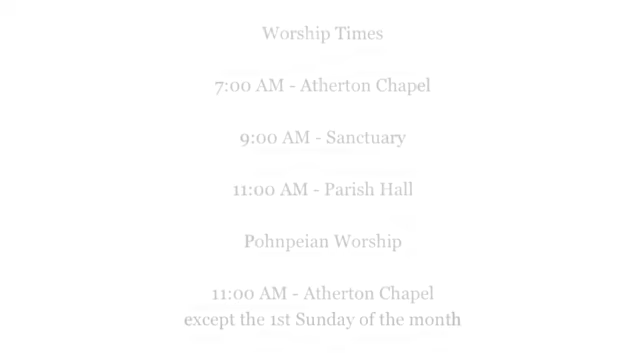 Worship Times
7:00 AM - Atherton Chapel
9:00 AM - Sanctuary
11:00 AM - Parish Hall
Pohnpeian Worship
11:00 AM - Atherton Chapel
except the 1st Sunday of the month